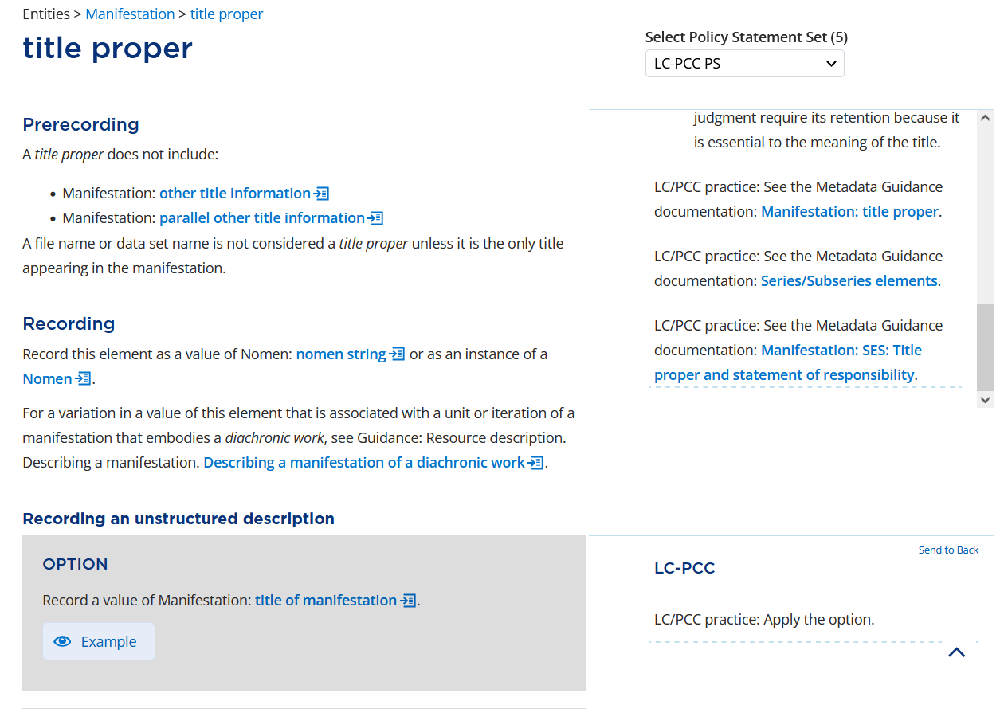 Entities > Manifestation > title proper
title proper
Select Policy Statement Set (5)
LC-PCC PS
Prerecording
A title proper does not include:
• Manifestation: other title information
• Manifestation: parallel other title information
A file name or data set name is not considered a title proper unless it is the only title
appearing in the manifestation.
Recording
Record this element as a value of Nomen: nomen string or as an instance of a
Nomen.
For a variation in a value of this element that is associated with a unit or iteration of a
manifestation that embodies a diachronic work, see Guidance: Resource description.
Describing a manifestation. Describing a manifestation of a diachronic work.
judgment require its retention because it
is essential to the meaning of the title.
LC/PCC practice: See the Metadata Guidance
documentation: Manifestation: title proper.
LC/PCC practice: See the Metadata Guidance
documentation: Series/Subseries elements.
LC/PCC practice: See the Metadata Guidance
documentation: Manifestation: SES: Title
proper and statement of responsibility.
Recording an unstructured description
OPTION
Record a value of Manifestation: title of manifestation.
Example
Send to Back
LC-PCC
LC/PCC practice: Apply the option.